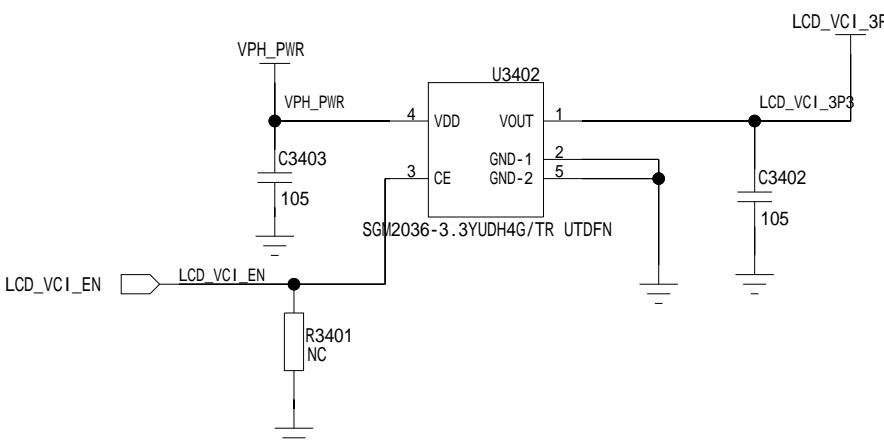 LCD_VCI_3P
VPH_PWR
U3402
VPH_PWR
LCD_VCI_3P3
4 VDD
VOUT 1
C3403
GND-1 2
3 CE
GND-2 5
C3402
105
105
SGM2036-3.3YUDH4G/TR UTDFN
LCD_VCI_EN
LCD_VCI_EN
R3401
NC